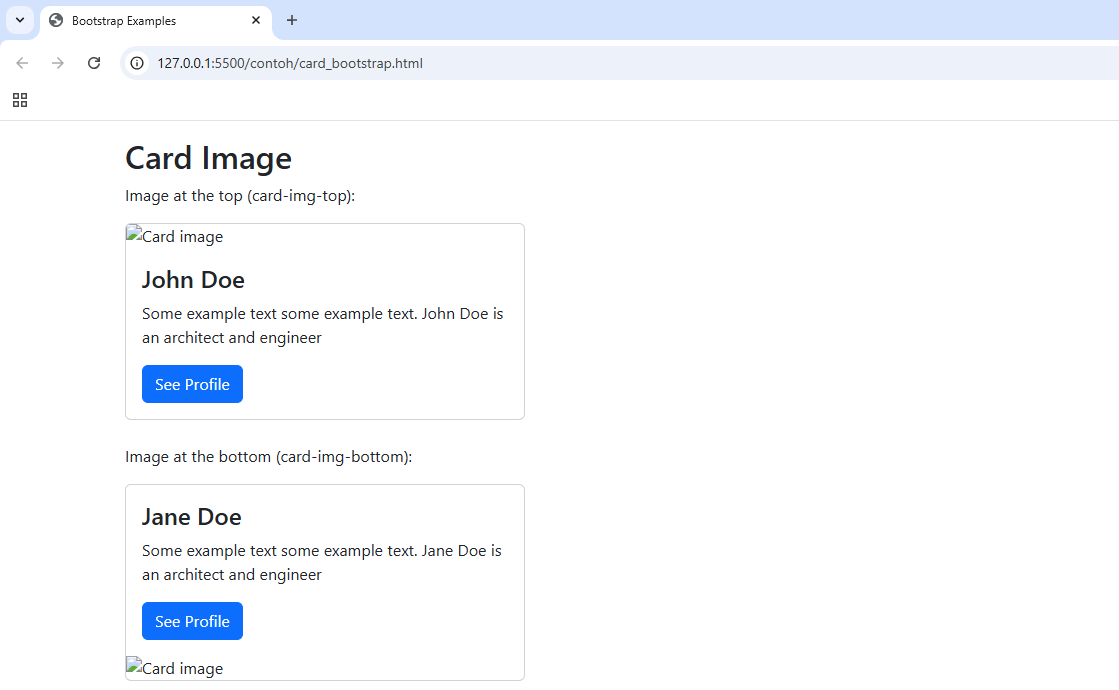 Bootstrap Examples
127.0.0.1:5500/contoh/card_bootstrap.html
Card Image
Image at the top (card-img-top):
Card image
John Doe
Some example text some example text. John Doe is
an architect and engineer
See Profile
Image at the bottom (card-img-bottom):
Jane Doe
Some example text some example text. Jane Doe is
an architect and engineer
See Profile
Card image